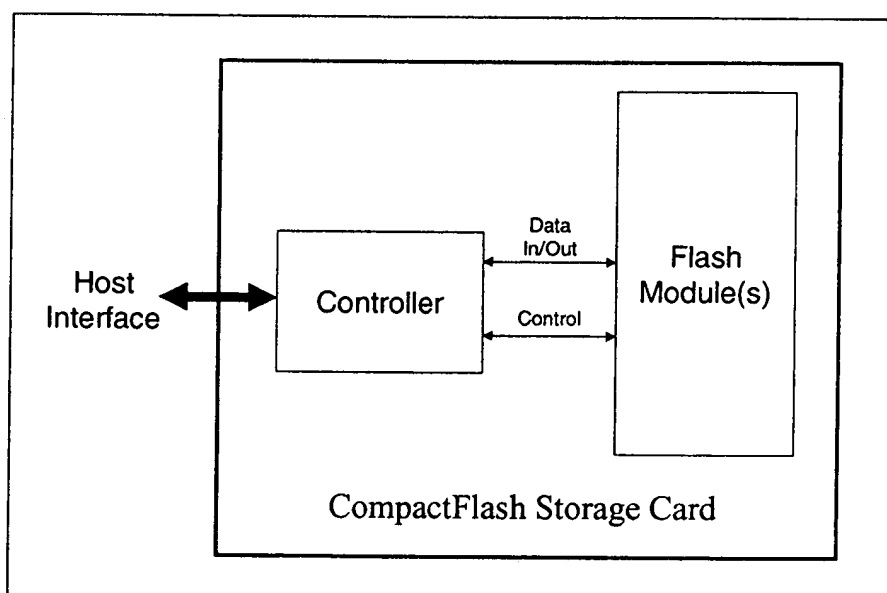 Host
Interface
Controller
Data
In/Out
Control
Flash
Module(s)
CompactFlash Storage Card